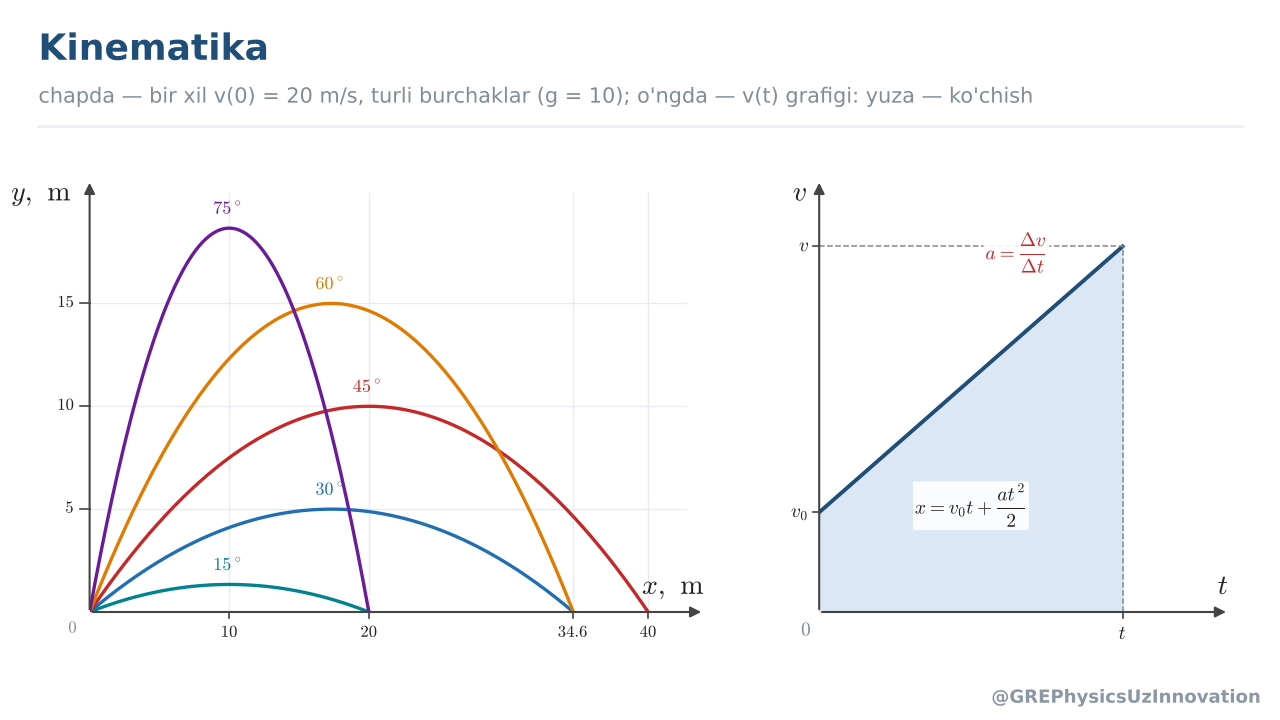 Kinematika
chapda — bir xil v(0) = 20 m/s, turli burchaklar (g = 10); o'ngda — v(t) grafigi: yuza — ko'chish
y, m
75°
60°
45°
30°
15°
15
10
5
0
10
20
34.6
40
x, m
v
v
a = Δv/Δt
v₀
x = v₀t + at²/2
t
0
t
@GREPhysicsUzInnovation